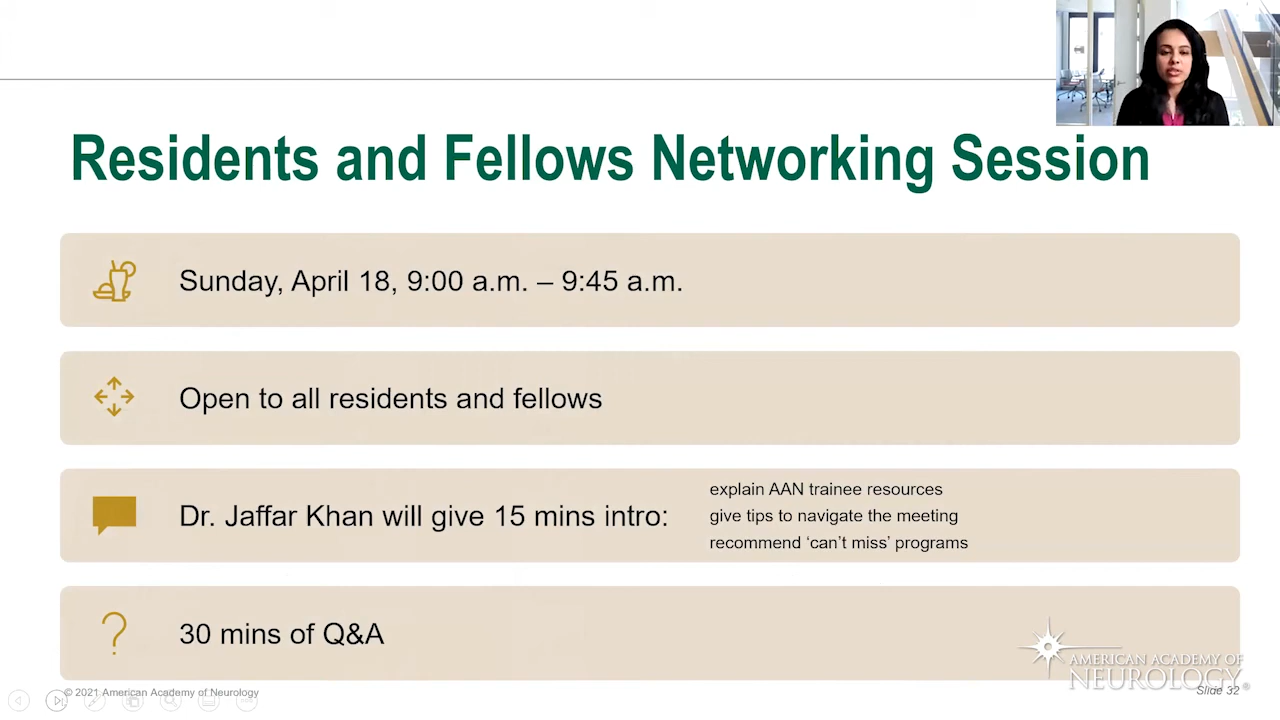 Residents and Fellows Networking Session
Sunday, April 18, 9:00 a.m. – 9:45 a.m.
Open to all residents and fellows
Dr. Jaffar Khan will give 15 mins intro:
explain AAN trainee resources
give tips to navigate the meeting
recommend ‘can’t miss’ programs
30 mins of Q&A
AMERICAN ACADEMY OF
NEUROLOGY®
© 2021 American Academy of Neurology
Slide 32